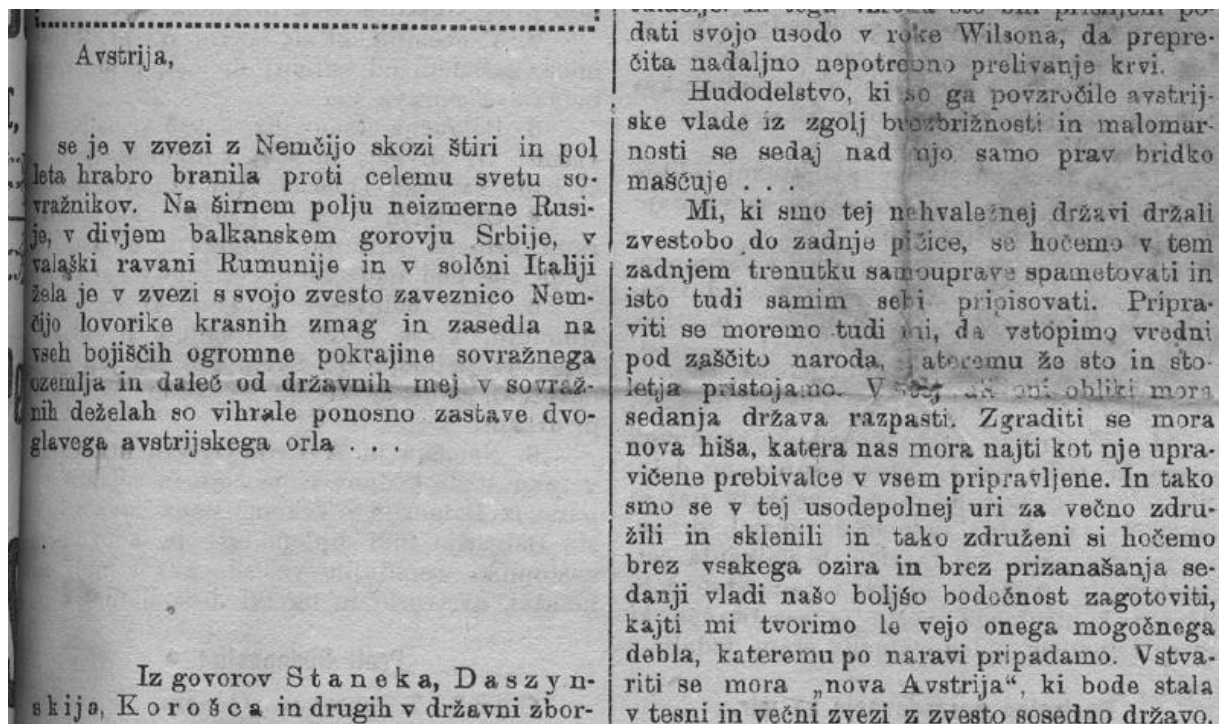 Avstrija,
se je v zvezi z Nemčijo skozi štiri in pol
leta hrabro branila proti celemu svetu so-
vražnikov. Na širnem polju neizmerne Rusi-
je, v divjem balkanskem gorovju Srbije, v
valaški ravani Rumunije in v solčni Italiji
žela je v zvezi s svojo zvesto zaveznico Nem-
čijo lovorike krasnih zmag in zasedla na
vseh bojiščih ogromne pokrajine sovražnega
ozemlja in daleč od državnih mej v sovraž-
nih deželah so vihrale ponosno zastave dvo-
glavega avstrijskega orla . . .
Iz govorov Staneka, Daszyn-
skija, Korošca in drugih v državni zbor-
dati svojo usodo v roke Wilsona, da prepre-
čita nadaljno nepotrebno prelivanje krvi.
Hudodelstvo, ki so ga povzročile avstrij-
ske vlade iz zgolj brezbrižnosti in malomar-
nosti se sedaj nad njo samo prav bridko
maščuje . . .
Mi, ki smo tej nehvaležnej državi držali
zvestobo do zadnje pičice, se hočemo v tem
zadnjem trenutku samouprave spametovati in
isto tudi samim sebi pripisovati. Pripra-
viti se moremo tudi mi, da vstopimo vredni
pod zaščito naroda, kateremu že sto in sto-
letja pristojamo. V obliki mora
sedanja država razpasti. Zgraditi se mora
nova hiša, katera nas mora najti kot nje upra-
vičene prebivalce v vsem pripravljene. In tako
smo se v tej usodepolnej uri za večno zdru-
žili in sklenili in tako združeni si hočemo
brez vsakega ozira in brez prizanašanja se-
danji vladi našo boljšo bodočnost zagotoviti,
kajti mi tvorimo le vejo onega mogočnega
debla, kateremu po naravi pripadamo. Vstva-
riti se mora „nova Avstrija“, ki bode stala
v tesni in večni zvezi z zvesto sosedno državo,